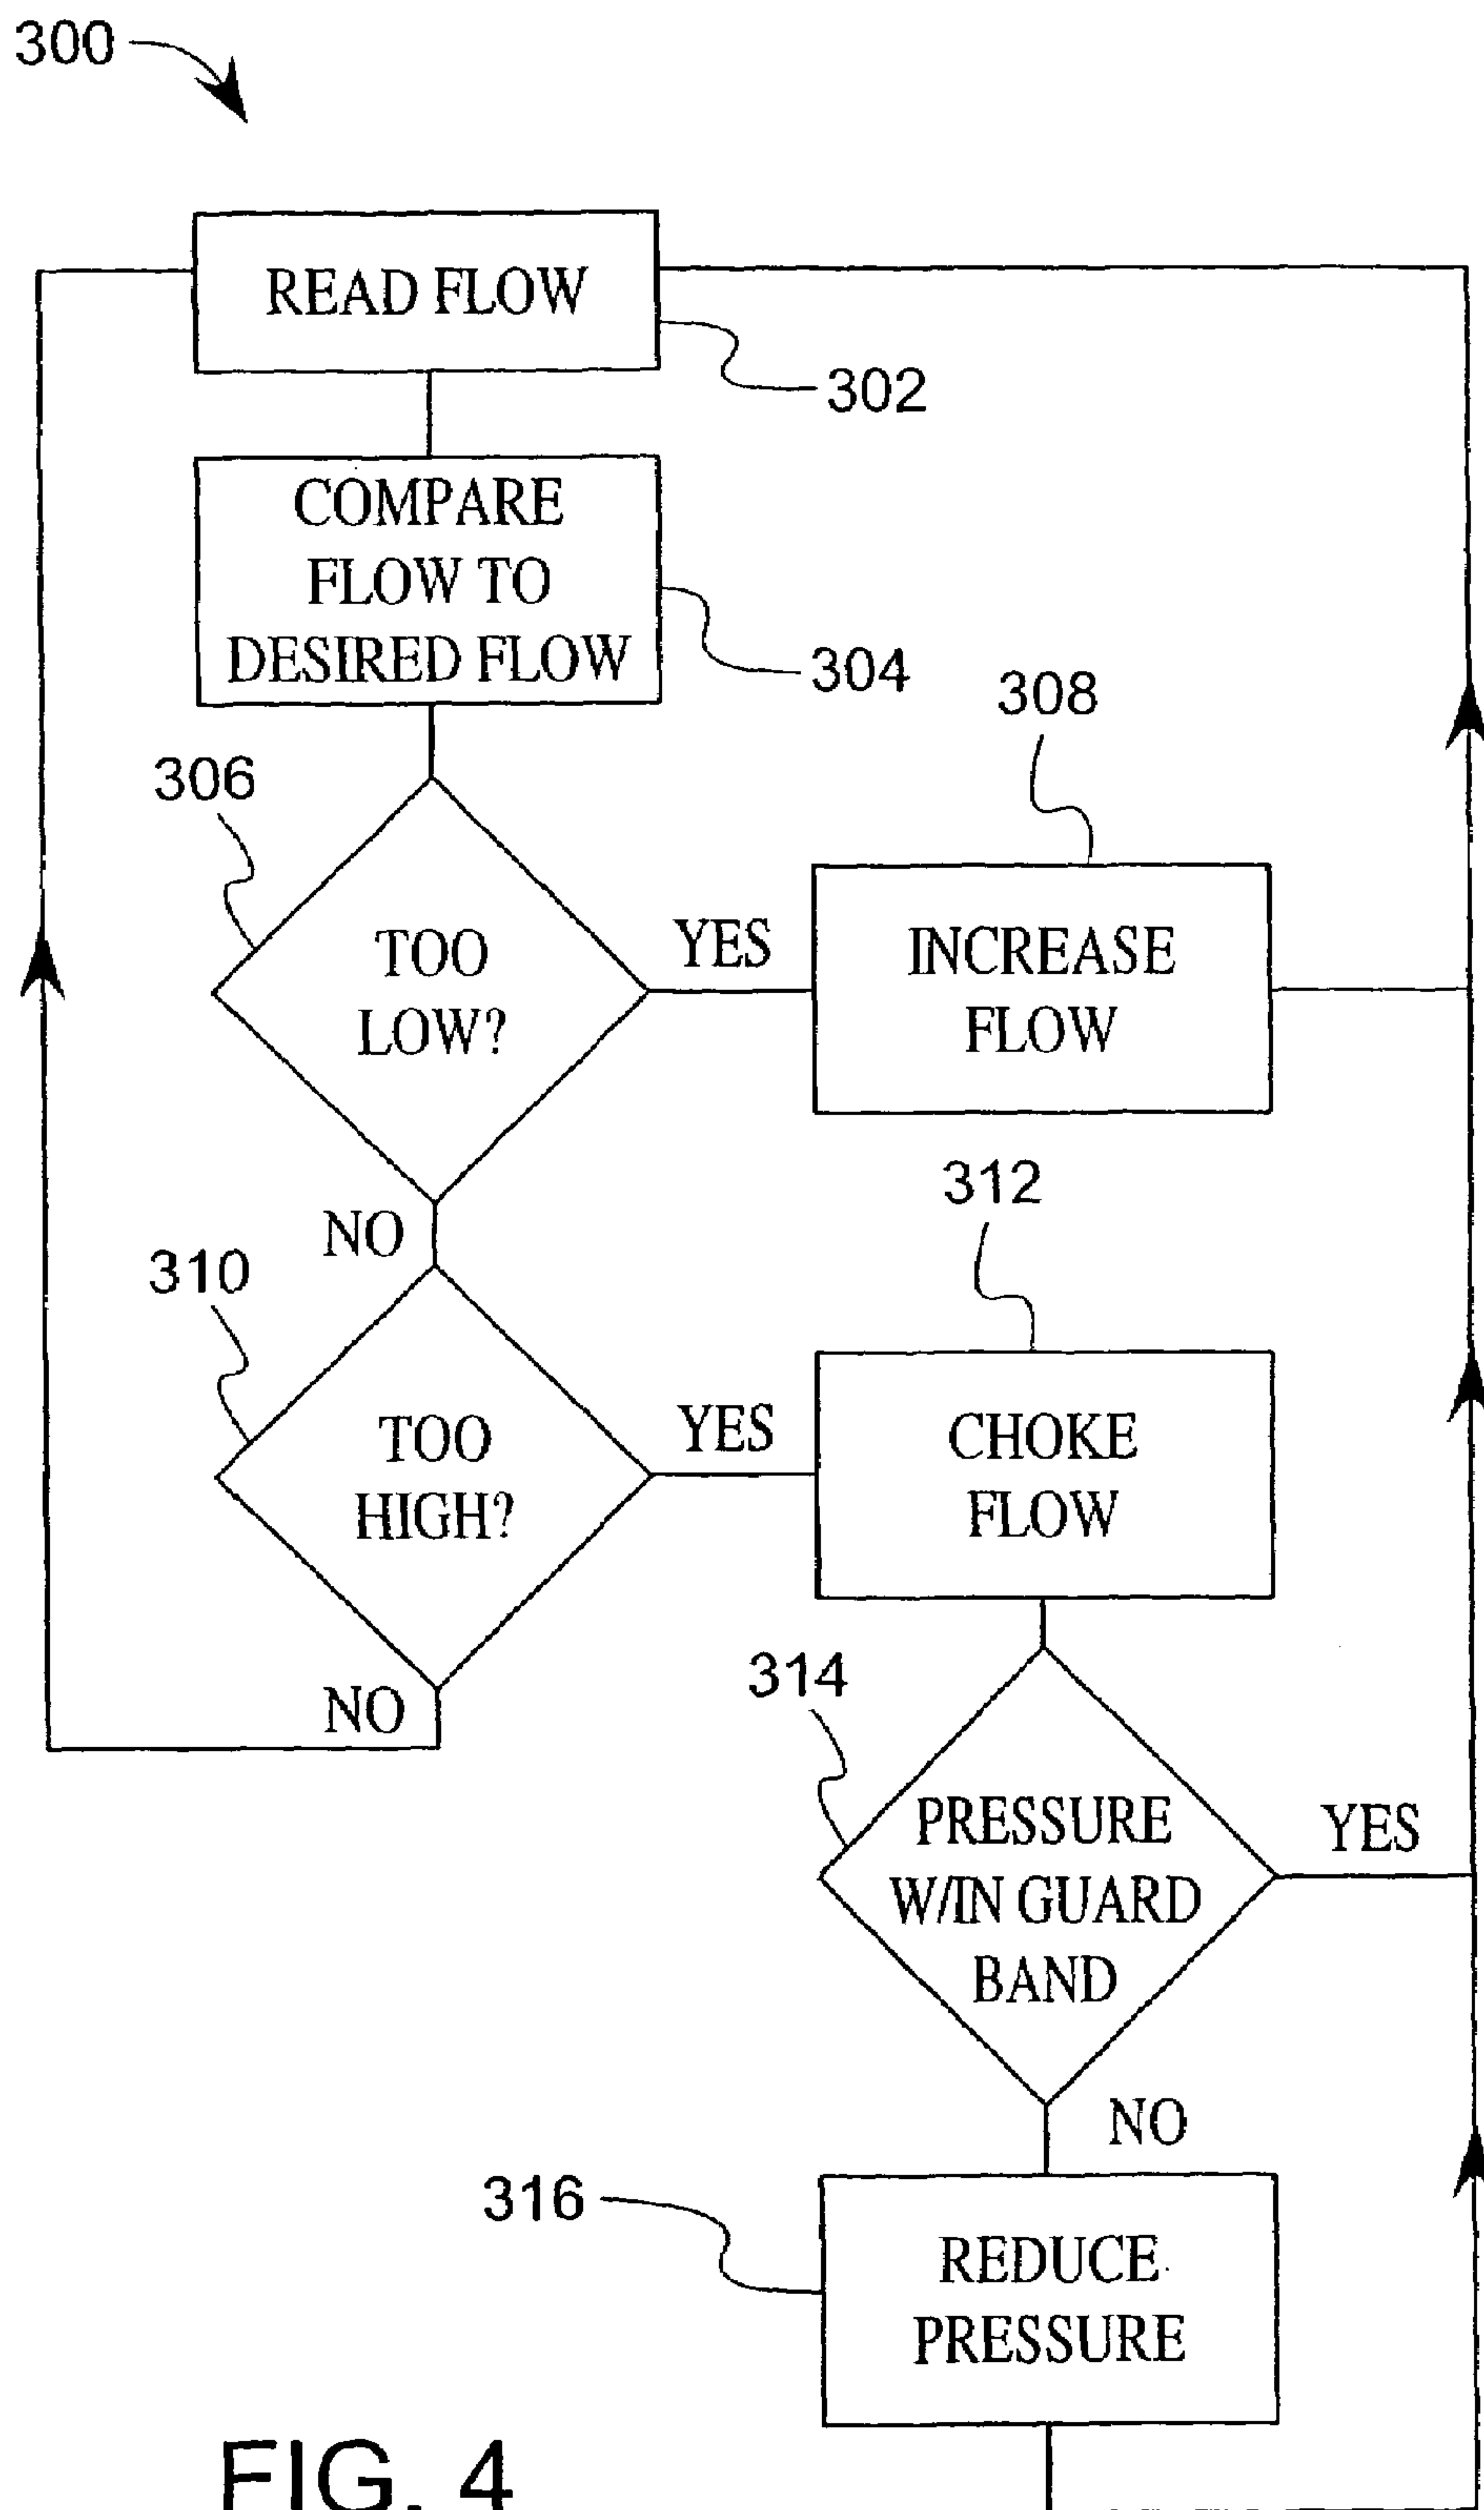 300
READ FLOW
302
COMPARE
FLOW TO
DESIRED FLOW
304
308
306
TOO
LOW?
YES
INCREASE
FLOW
NO
312
310
TOO
HIGH?
YES
CHOKE
FLOW
NO
314
PRESSURE
W/IN GUARD
BAND
YES
NO
316
REDUCE
PRESSURE
FIG. 4